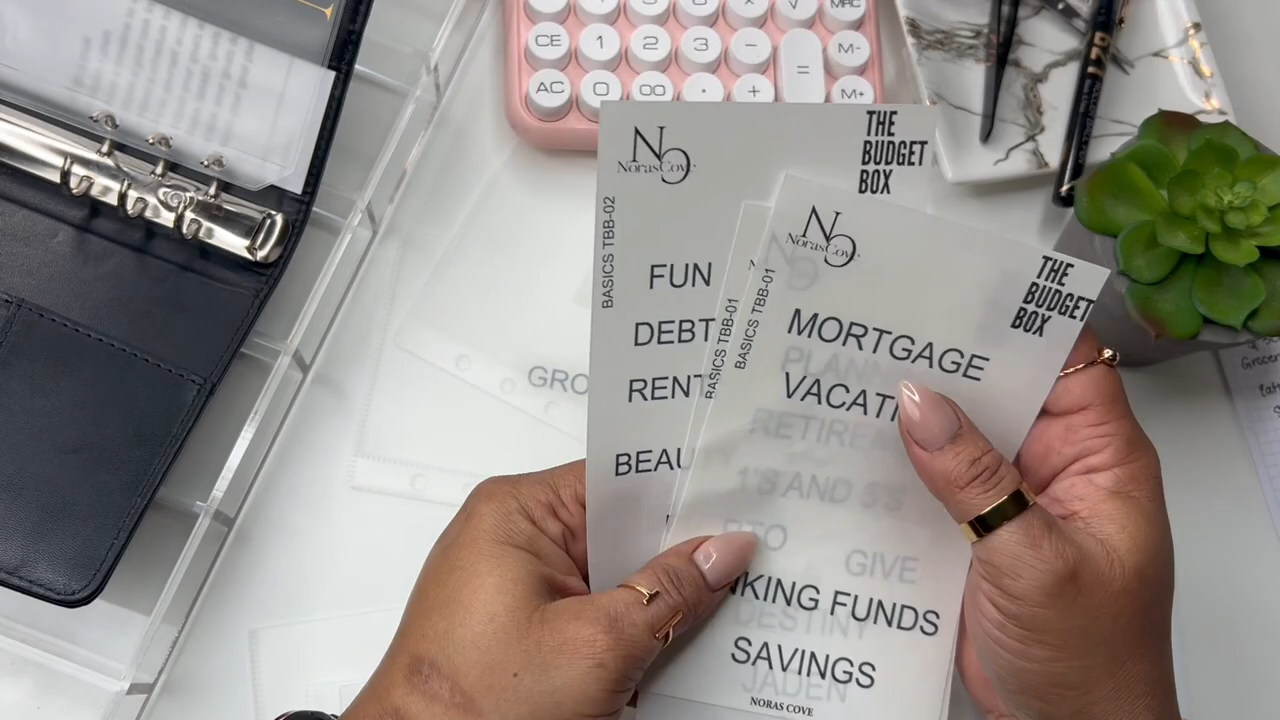 CE 1 2 3 − M-
AC 0 00 · + = M+
THE
BUDGET
BOX
NorasCove
BASICS TBB-02
FUN
DEBT
RENT
BEAU
GRO
BASICS TBB-01
NorasCove
THE
BUDGET
BOX
BASICS TBB-01
MORTGAGE
PLANN
VACATI
RETIRE
1'S AND 5'S
GIVE
NKING FUNDS
DESTINY
SAVINGS
JADEN
NORAS COVE